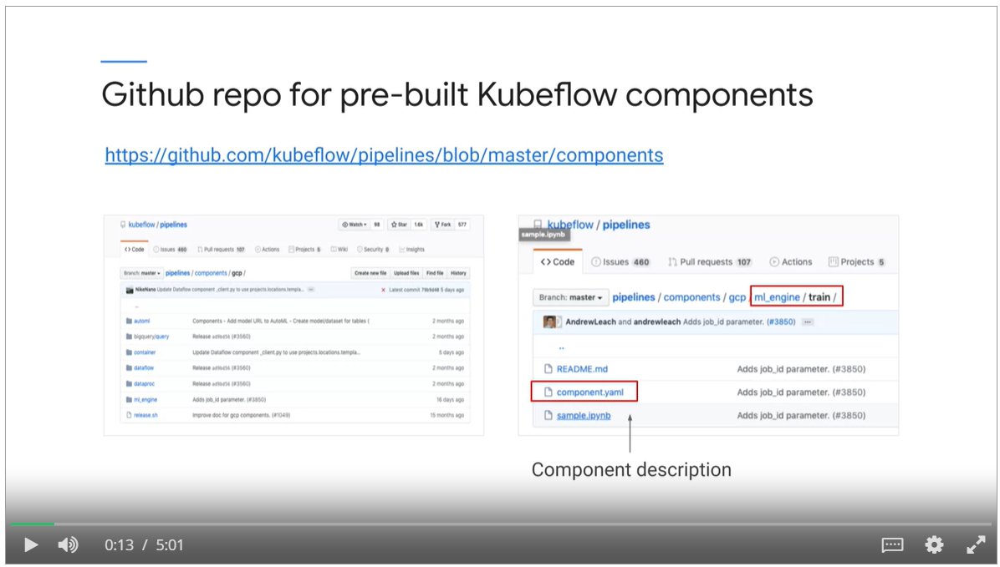 Github repo for pre-built Kubeflow components
https://github.com/kubeflow/pipelines/blob/master/components
kubeflow / pipelines
Watch 98 Star 1.6k Fork 577
Code Issues 460 Pull requests 107 Actions Projects 5 Wiki Security 0 Insights
Branch: master pipelines / components / gcp / Create new file Upload files Find file History
NikeNano Update Dataflow component _client.py to use projects.locations.templa... Latest commit 5 days ago
..
automl Components - Add model URL to AutoML - Create model/dataset for tables ( 2 months ago
bigquery/query Release (#3560) 2 months ago
container Update Dataflow component _client.py to use projects.locations.templa... 5 days ago
dataflow Release (#3560) 2 months ago
dataproc Release (#3560) 2 months ago
ml_engine Adds job_id parameter. (#3850) 16 days ago
release.sh Improve doc for gcp components. (#1049) 15 months ago
kubeflow / pipelines
sample.ipynb
Code Issues 460 Pull requests 107 Actions Projects 5
Branch: master pipelines / components / gcp / ml_engine / train /
AndrewLeach and andrewleach Adds job_id parameter. (#3850) ...
..
README.md Adds job_id parameter. (#3850)
component.yaml Adds job_id parameter. (#3850)
sample.ipynb Adds job_id parameter. (#3850)
Component description
0:13 / 5:01